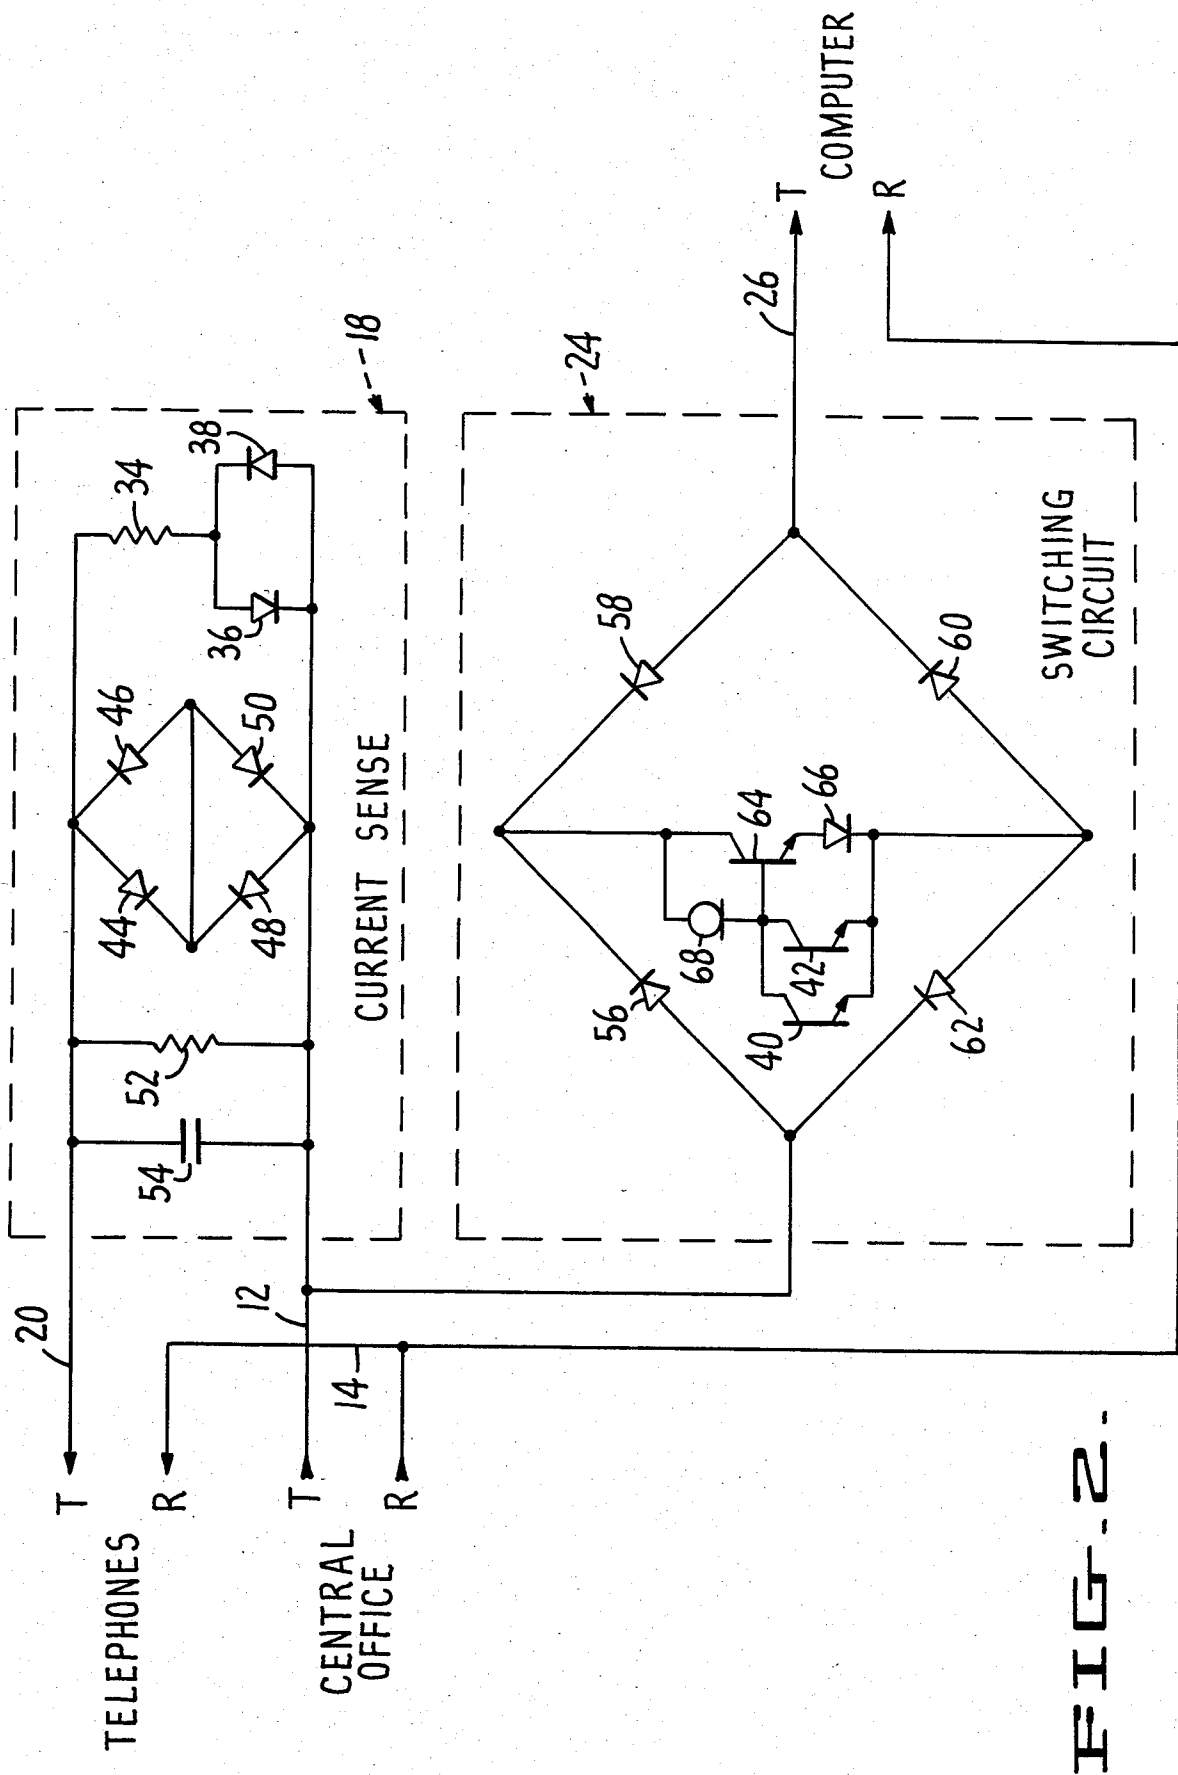 TELEPHONES
T
R
20
CENTRAL
OFFICE
T
R
12
14
54
52
44
46
48
50
34
36
38
CURRENT SENSE
18
24
56
58
68
64
66
40
42
62
60
SWITCHING
CIRCUIT
26
T
R
COMPUTER
FIG.2.